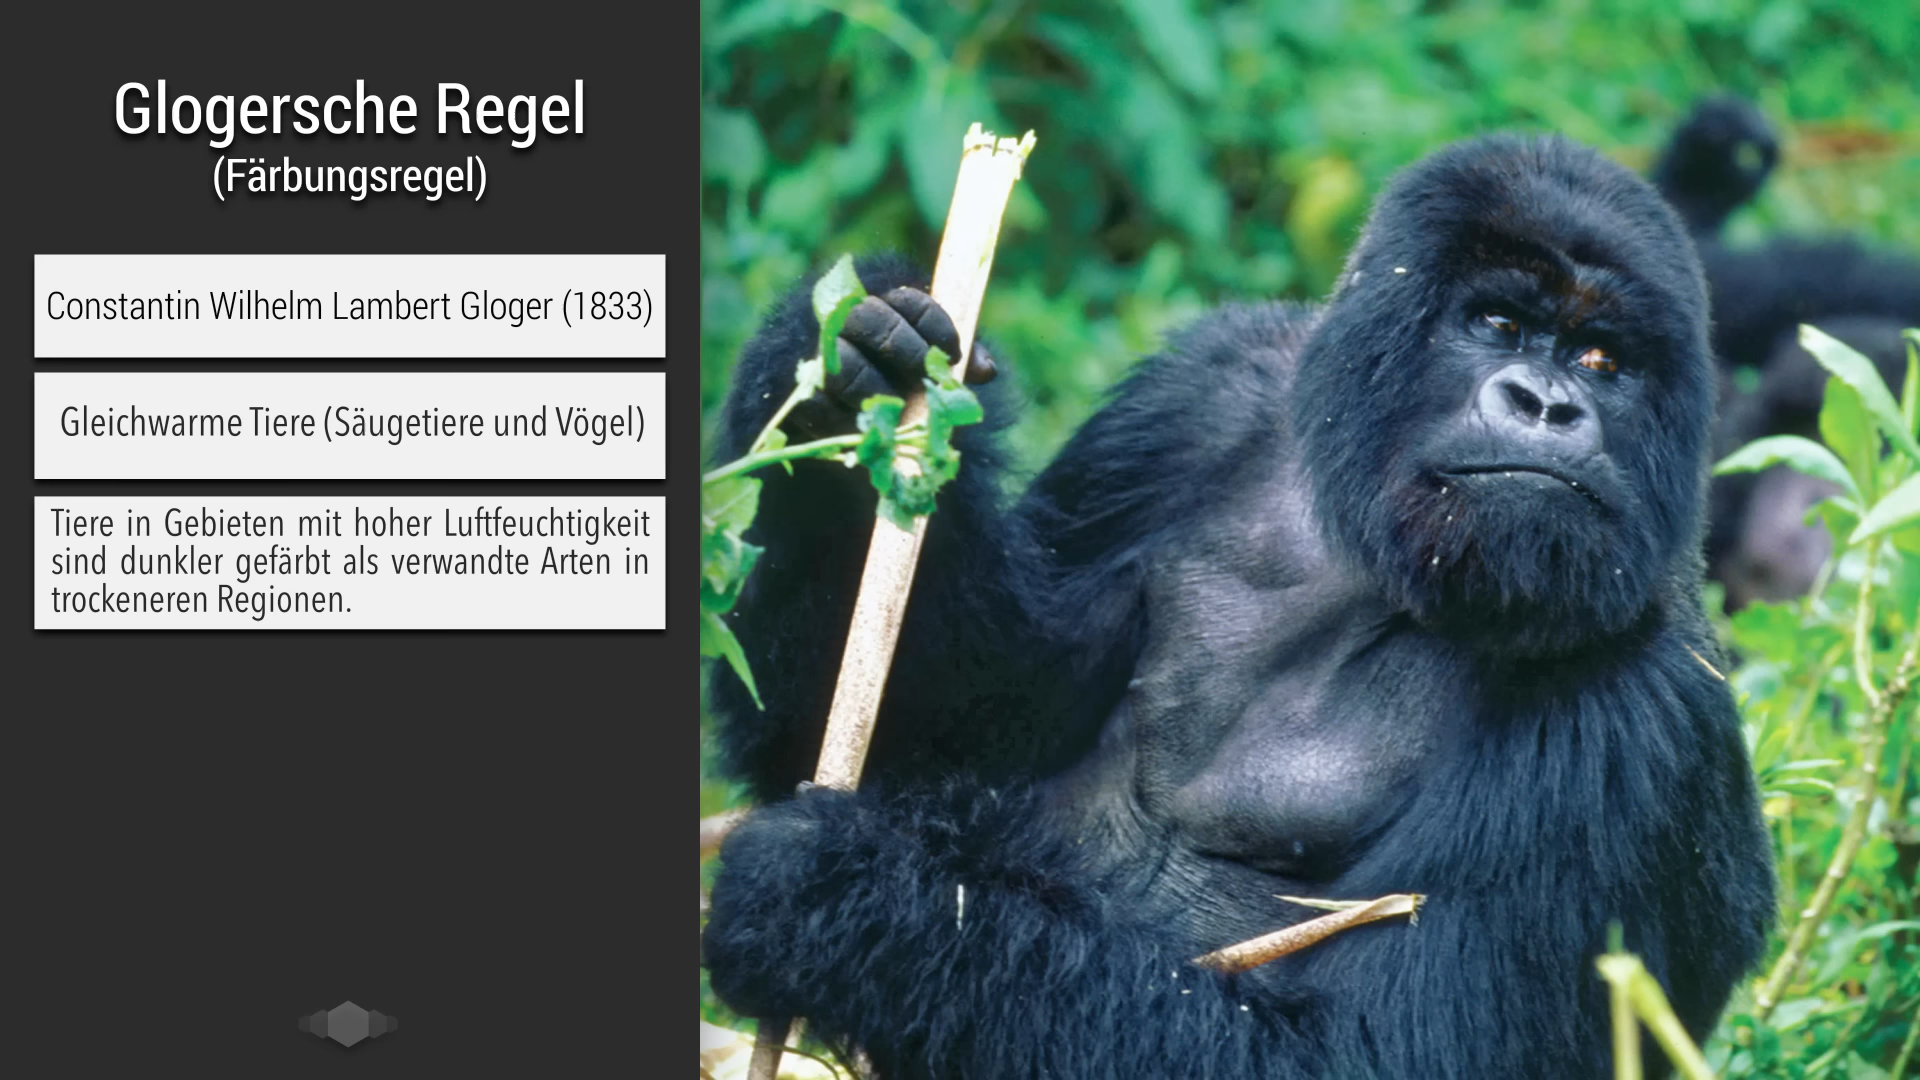 Glogersche Regel
(Färbungsregel)
Constantin Wilhelm Lambert Gloger (1833)
Gleichwarme Tiere (Säugetiere und Vögel)
Tiere in Gebieten mit hoher Luftfeuchtigkeit
sind dunkler gefärbt als verwandte Arten in
trockeneren Regionen.